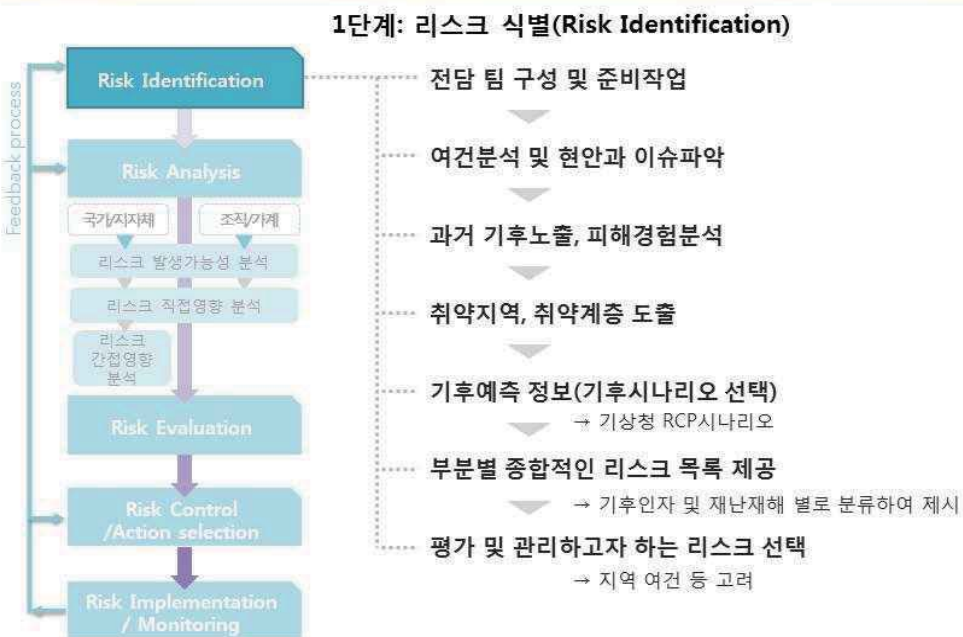 1단계: 리스크 식별(Risk Identification)
Feedback process
Risk Identification
Risk Analysis
국가/지자체
조직/가계
리스크 발생가능성 분석
리스크 직접영향 분석
리스크
간접영향
분석
Risk Evaluation
Risk Control
/Action selection
Risk Implementation
/ Monitoring
전담 팀 구성 및 준비작업
여건분석 및 현안과 이슈파악
과거 기후노출, 피해경험분석
취약지역, 취약계층 도출
기후예측 정보(기후시나리오 선택)
→ 기상청 RCP시나리오
부분별 종합적인 리스크 목록 제공
→ 기후인자 및 재난재해 별로 분류하여 제시
평가 및 관리하고자 하는 리스크 선택
→ 지역 여건 등 고려